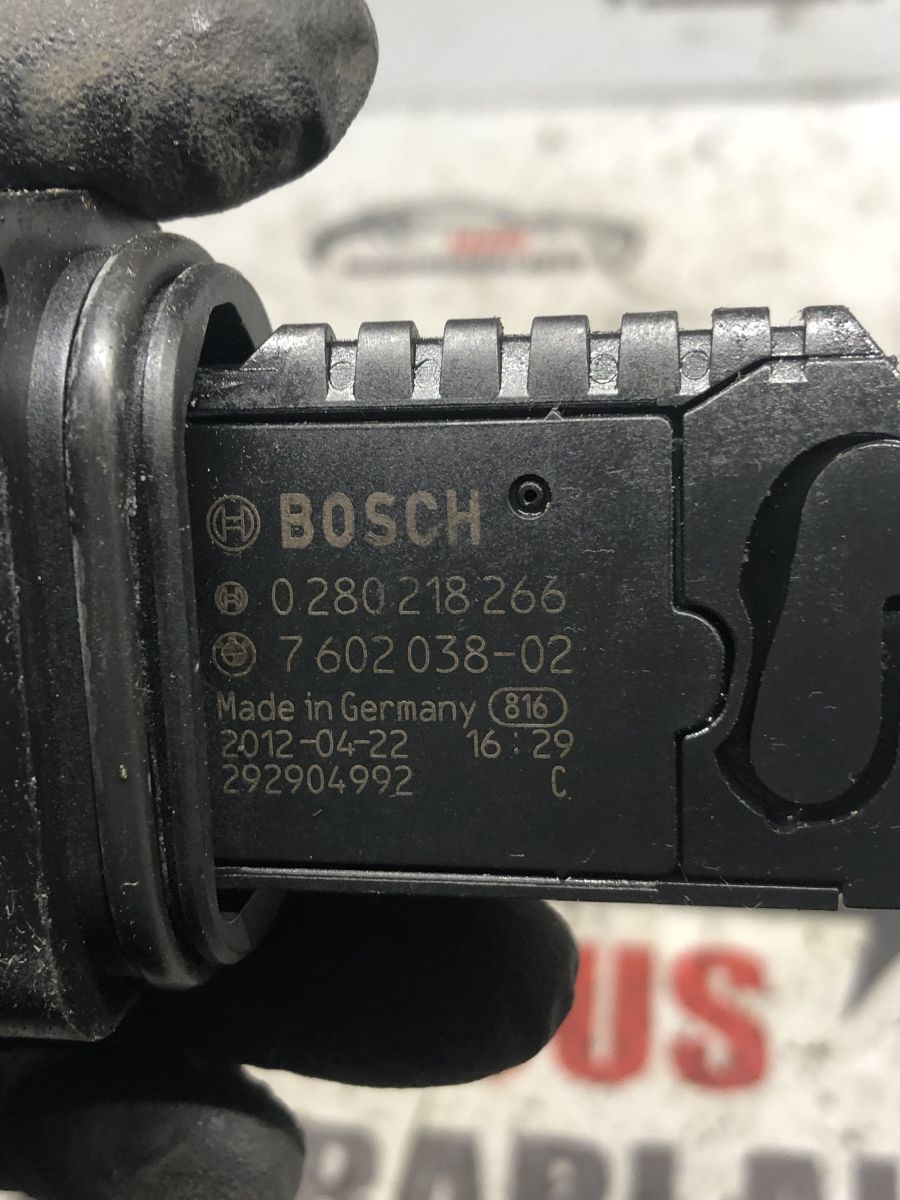 BOSCH
0 280 218 266
7 602 038-02
Made in Germany 816
2012-04-22 16:29
292904992 C
US